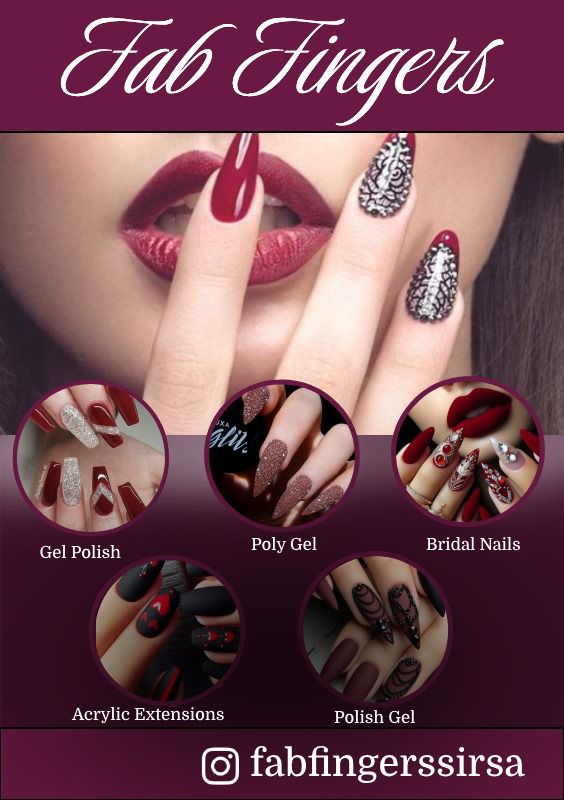 Fab Fingers
Gel Polish
Poly Gel
Bridal Nails
Acrylic Extensions
Polish Gel
fabfingerssirsa